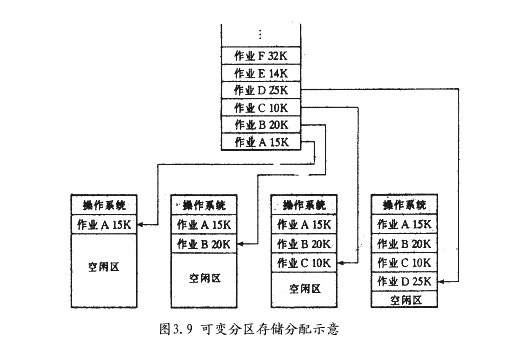 ⋮
作业 F 32K
作业 E 14K
作业 D 25K
作业 C 10K
作业 B 20K
作业 A 15K
操作系统
作业 A 15K
空闲区
操作系统
作业 A 15K
作业 B 20K
空闲区
操作系统
作业 A 15K
作业 B 20K
作业 C 10K
空闲区
操作系统
作业 A 15K
作业 B 20K
作业 C 10K
作业 D 25K
空闲区
图3.9 可变分区存储分配示意